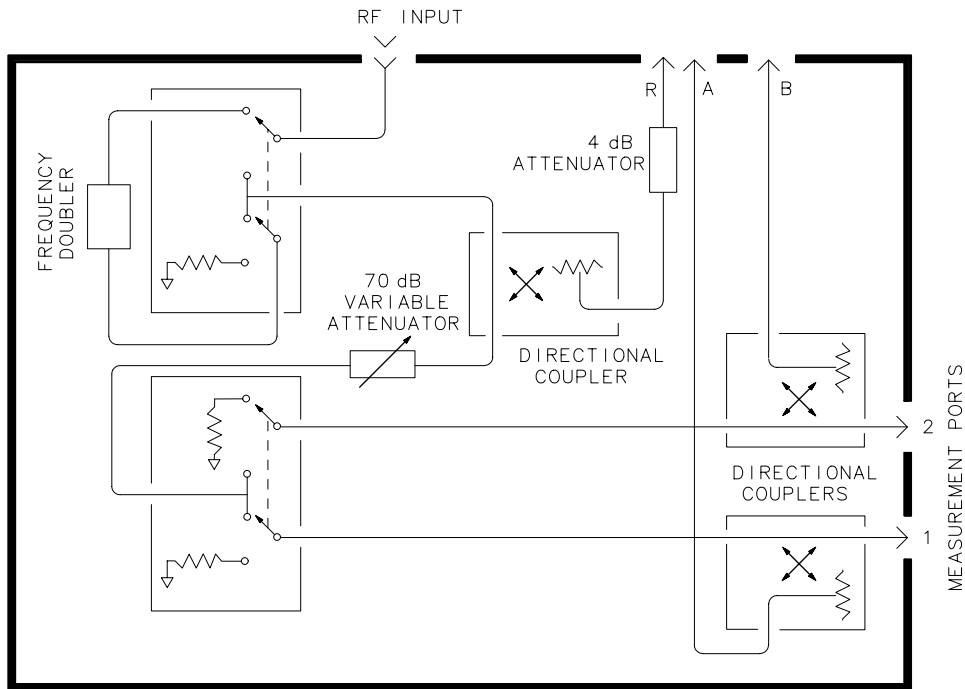 RF INPUT
R
A
B
4 dB
ATTENUATOR
FREQUENCY
DOUBLER
70 dB
VARIABLE
ATTENUATOR
DIRECTIONAL
COUPLER
2
DIRECTIONAL
COUPLERS
1
MEASUREMENT PORTS